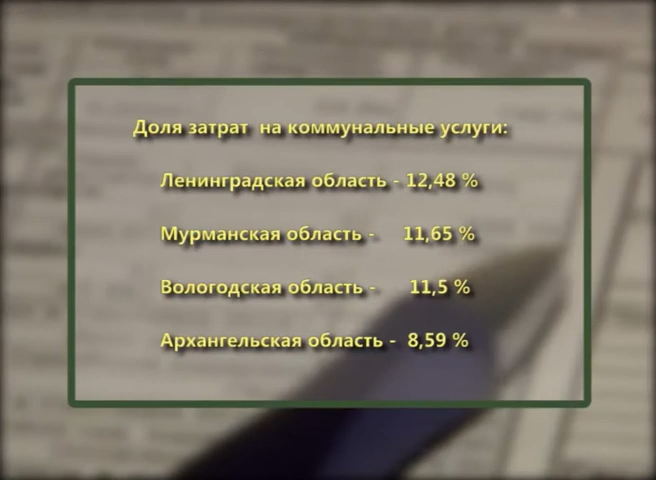 Доля затрат на коммунальные услуги:
Ленинградская область - 12,48 %
Мурманская область - 11,65 %
Вологодская область - 11,5 %
Архангельская область - 8,59 %